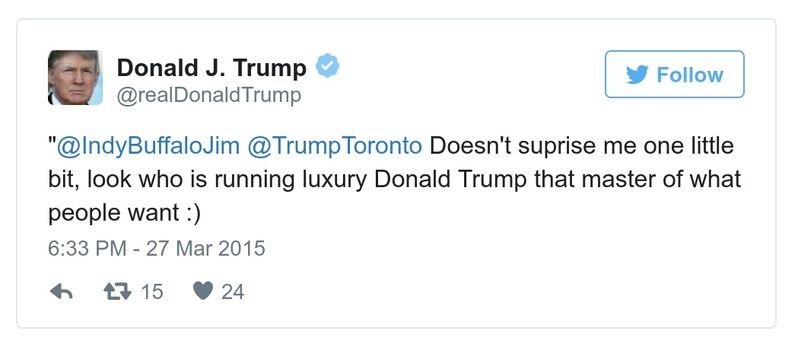 Donald J. Trump
@realDonaldTrump
Follow
"@IndyBuffaloJim @TrumpToronto Doesn't suprise me one little
bit, look who is running luxury Donald Trump that master of what
people want :)
6:33 PM - 27 Mar 2015
15 24